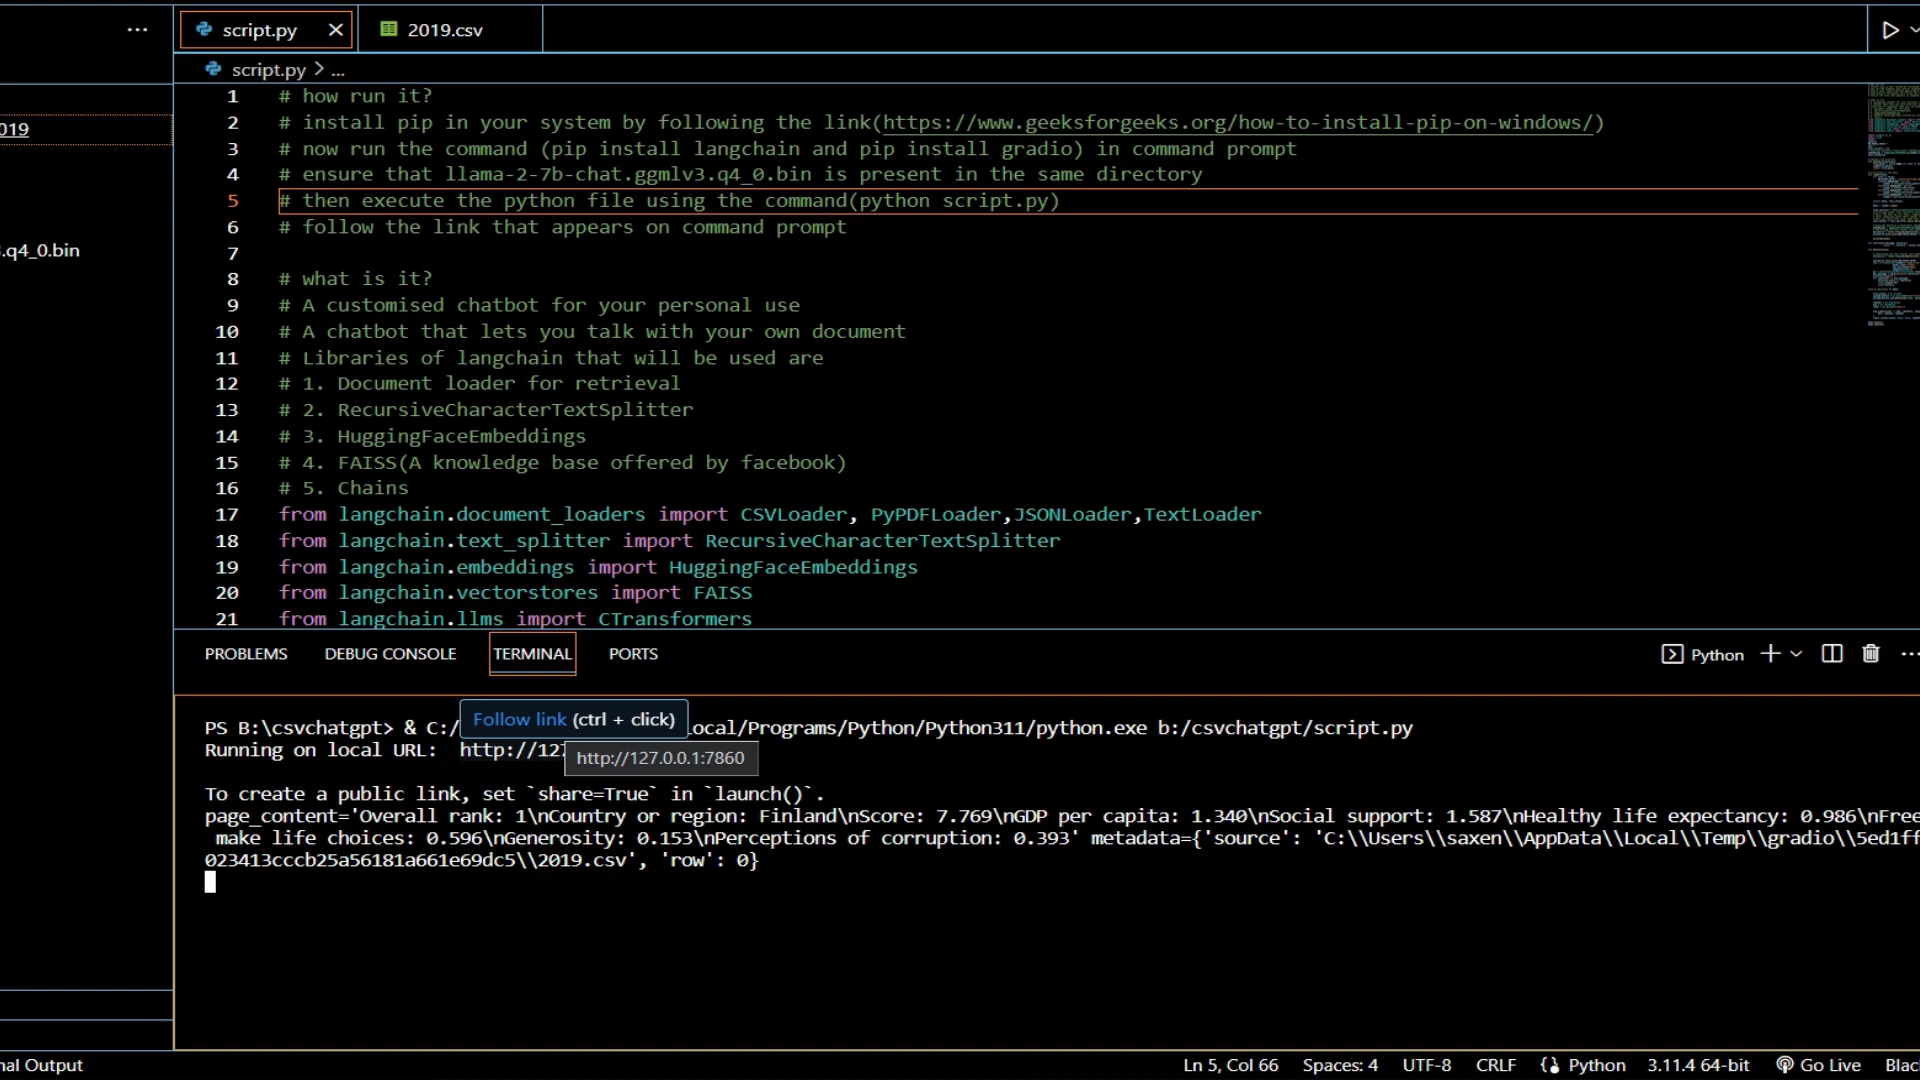 ··· script.py 2019.csv
script.py > ...
2019
.q4_0.bin
1 # how run it?
2 # install pip in your system by following the link(https://www.geeksforgeeks.org/how-to-install-pip-on-windows/)
3 # now run the command (pip install langchain and pip install gradio) in command prompt
4 # ensure that llama-2-7b-chat.ggmlv3.q4_0.bin is present in the same directory
5 # then execute the python file using the command(python script.py)
6 # follow the link that appears on command prompt
7
8 # what is it?
9 # A customised chatbot for your personal use
10 # A chatbot that lets you talk with your own document
11 # Libraries of langchain that will be used are
12 # 1. Document loader for retrieval
13 # 2. RecursiveCharacterTextSplitter
14 # 3. HuggingFaceEmbeddings
15 # 4. FAISS(A knowledge base offered by facebook)
16 # 5. Chains
17 from langchain.document_loaders import CSVLoader, PyPDFLoader,JSONLoader,TextLoader
18 from langchain.text_splitter import RecursiveCharacterTextSplitter
19 from langchain.embeddings import HuggingFaceEmbeddings
20 from langchain.vectorstores import FAISS
21 from langchain.llms import CTransformers
PROBLEMS DEBUG CONSOLE TERMINAL PORTS Python
Follow link (ctrl + click)
PS B:\csvchatgpt> & C:/ ocal/Programs/Python/Python311/python.exe b:/csvchatgpt/script.py
Running on local URL: http://127
http://127.0.0.1:7860
To create a public link, set `share=True` in `launch()`.
page_content='Overall rank: 1\nCountry or region: Finland\nScore: 7.769\nGDP per capita: 1.340\nSocial support: 1.587\nHealthy life expectancy: 0.986\nFree
make life choices: 0.596\nGenerosity: 0.153\nPerceptions of corruption: 0.393' metadata={'source': 'C:\\Users\\saxen\\AppData\\Local\\Temp\\gradio\\5ed1ff
023413cccb25a56181a661e69dc5\\2019.csv', 'row': 0}
nal Output Ln 5, Col 66 Spaces: 4 UTF-8 CRLF Python 3.11.4 64-bit Go Live Blac